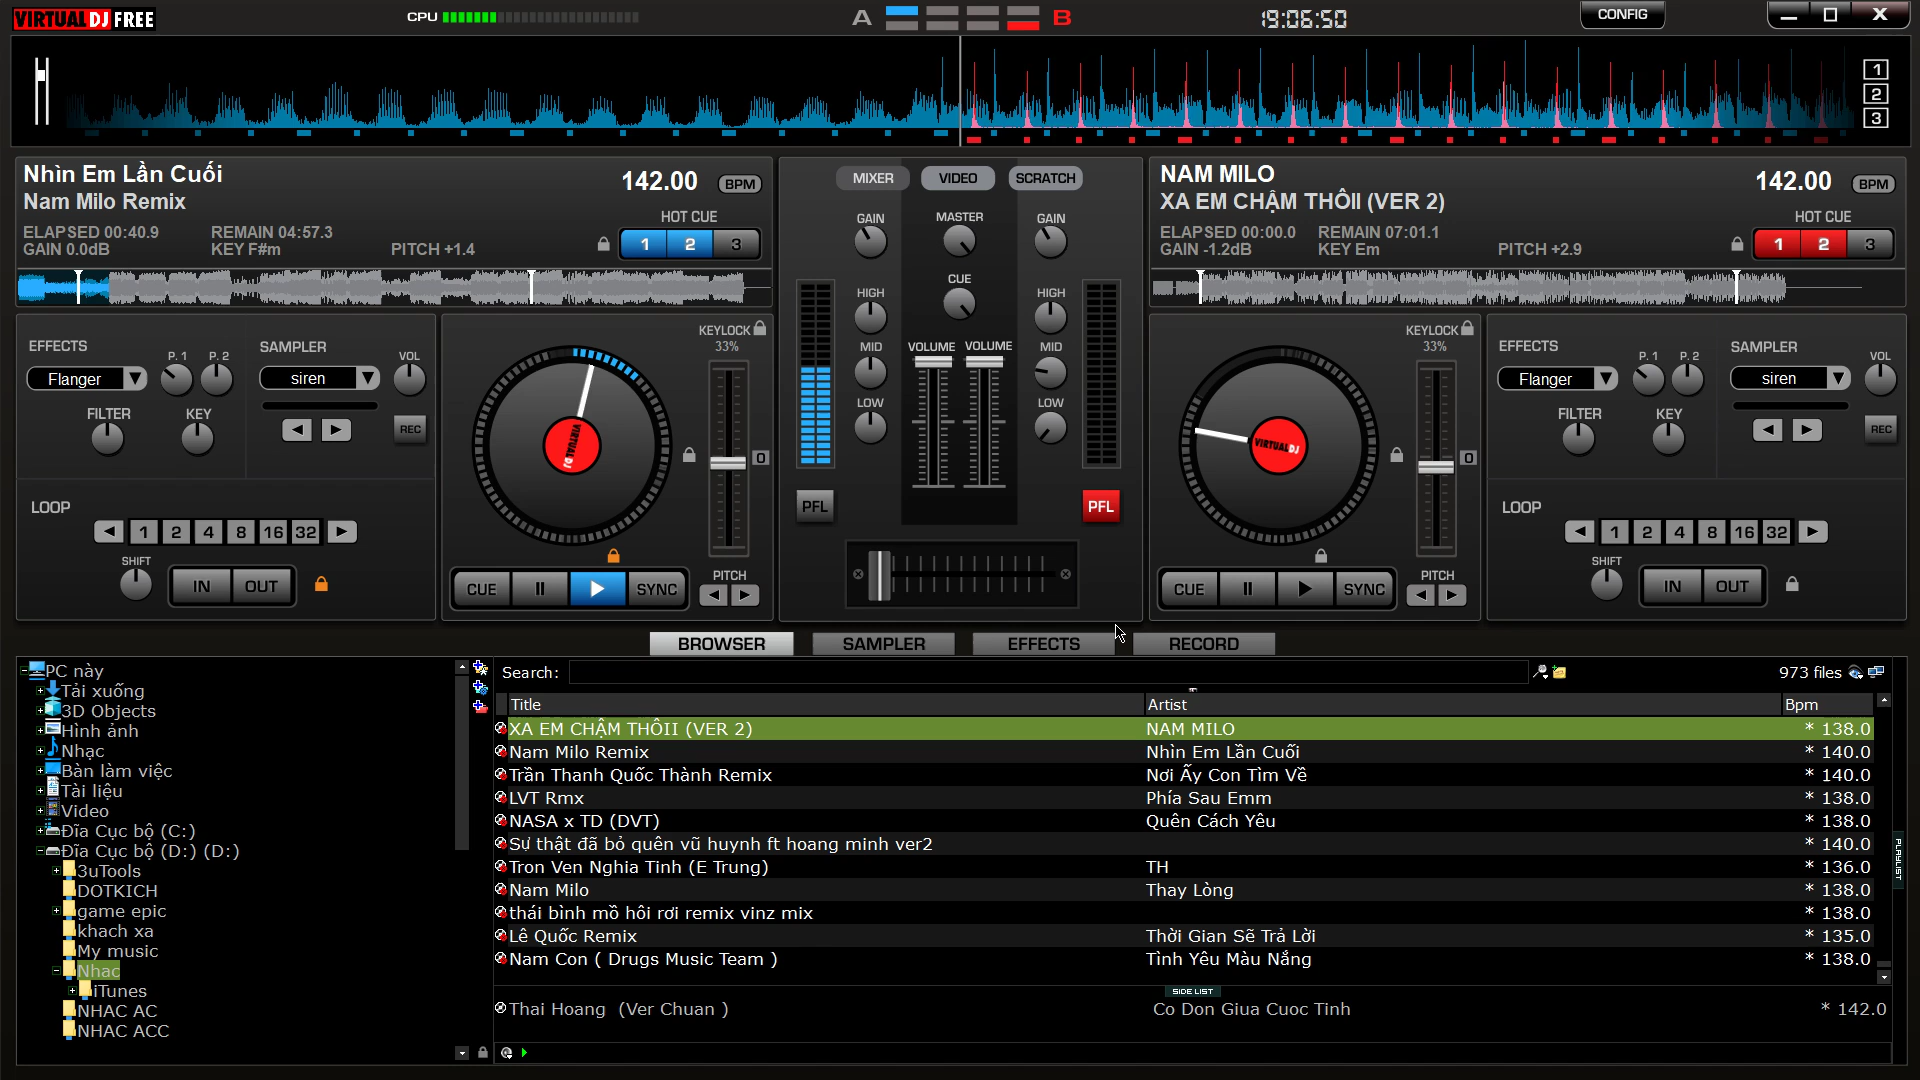 VIRTUAL DJ FREE
CPU
A
B
19:06:50
CONFIG
1
2
3
Nhìn Em Lần Cuối
Nam Milo Remix
142.00 BPM
HOT CUE
ELAPSED 00:40.9 REMAIN 04:57.3
GAIN 0.0dB KEY F#m PITCH +1.4
1 2 3
MIXER VIDEO SCRATCH
GAIN MASTER GAIN
CUE
HIGH HIGH
MID MID
VOLUME VOLUME
LOW LOW
PFL PFL
NAM MILO
XA EM CHẬM THÔII (VER 2)
142.00 BPM
HOT CUE
ELAPSED 00:00.0 REMAIN 07:01.1
GAIN -1.2dB KEY Em PITCH +2.9
1 2 3
EFFECTS
P. 1 P. 2
Flanger
FILTER KEY
SAMPLER
VOL
siren
REC
LOOP
1 2 4 8 16 32
SHIFT
IN OUT
KEYLOCK
33%
VIRTUAL DJ
0
CUE SYNC
PITCH
KEYLOCK
33%
VIRTUAL DJ
0
CUE SYNC
PITCH
EFFECTS
P. 1 P. 2
Flanger
FILTER KEY
SAMPLER
VOL
siren
REC
LOOP
1 2 4 8 16 32
SHIFT
IN OUT
BROWSER SAMPLER EFFECTS RECORD
PC này
Tải xuống
3D Objects
Hình ảnh
Nhạc
Bàn làm việc
Tài liệu
Video
Đĩa Cục bộ (C:)
Đĩa Cục bộ (D:) (D:)
3uTools
DOTKICH
game epic
khach xa
My music
Nhac
iTunes
NHAC AC
NHAC ACC
Search:
973 files
Title Artist Bpm
XA EM CHẬM THÔII (VER 2) NAM MILO * 138.0
Nam Milo Remix Nhìn Em Lần Cuối * 140.0
Trần Thanh Quốc Thành Remix Nơi Ấy Con Tìm Về * 140.0
LVT Rmx Phía Sau Emm * 138.0
NASA x TD (DVT) Quên Cách Yêu * 138.0
Sự thật đã bỏ quên vũ huynh ft hoang minh ver2 * 140.0
Tron Ven Nghia Tinh (E Trung) TH * 136.0
Nam Milo Thay Lòng * 138.0
thái bình mồ hôi rơi remix vinz mix * 138.0
Lê Quốc Remix Thời Gian Sẽ Trả Lời * 135.0
Nam Con ( Drugs Music Team ) Tình Yêu Màu Nắng * 138.0
PLAYLIST
SIDE LIST
Thai Hoang (Ver Chuan ) Co Don Giua Cuoc Tinh * 142.0